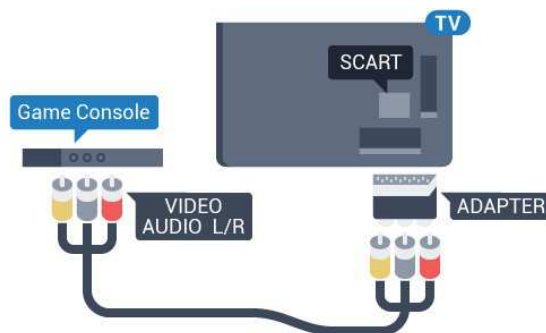 TV
SCART
Game Console
VIDEO
AUDIO L/R
ADAPTER